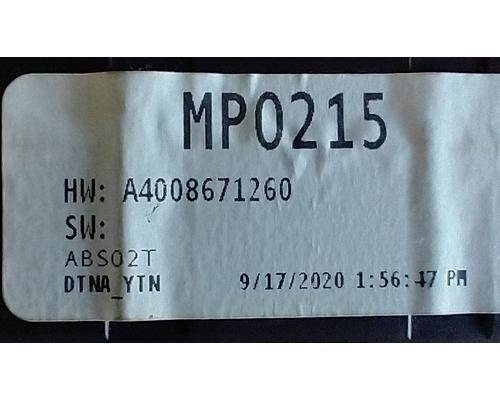 MP0215
HW: A4008671260
SW:
ABS02T
DTNA_YTN 9/17/2020 1:56:47 PM